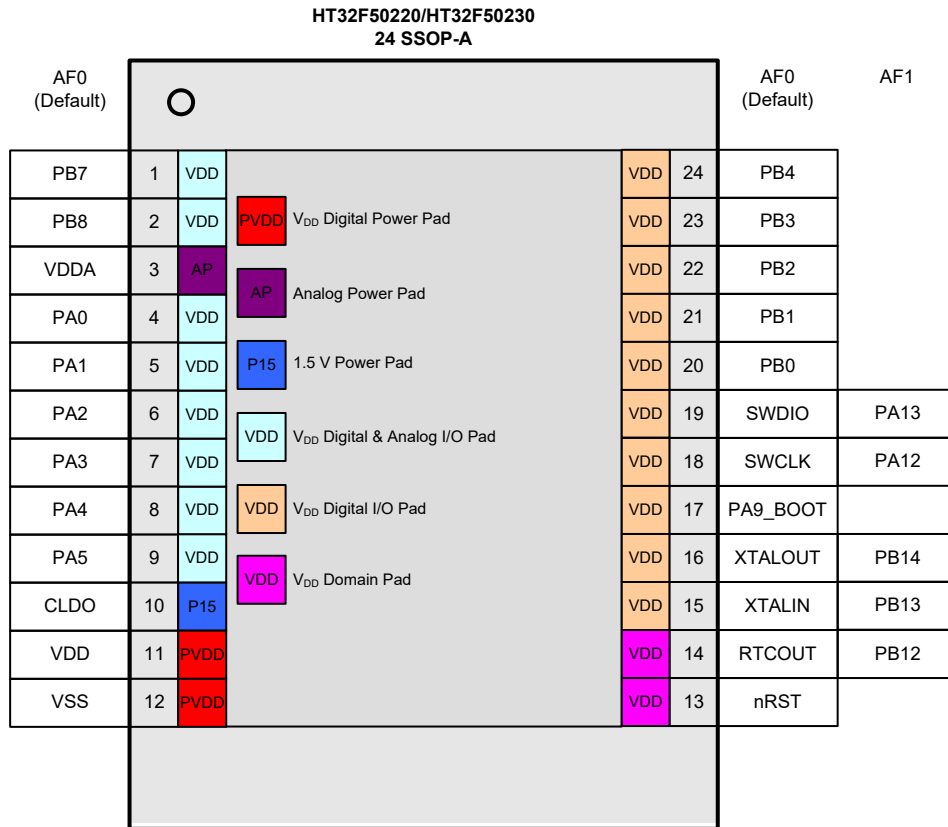 HT32F50220/HT32F50230
24 SSOP-A
AF0 AF0 AF1
(Default) (Default)
PB7 1 VDD VDD 24 PB4
PB8 2 VDD PVDD VDD Digital Power Pad VDD 23 PB3
VDDA 3 AP VDD 22 PB2
AP Analog Power Pad
PA0 4 VDD VDD 21 PB1
PA1 5 VDD P15 1.5 V Power Pad VDD 20 PB0
PA2 6 VDD VDD 19 SWDIO PA13
VDD VDD Digital & Analog I/O Pad
PA3 7 VDD VDD 18 SWCLK PA12
PA4 8 VDD VDD VDD Digital I/O Pad VDD 17 PA9_BOOT
PA5 9 VDD VDD 16 XTALOUT PB14
VDD VDD Domain Pad
CLDO 10 P15 VDD 15 XTALIN PB13
VDD 11 PVDD VDD 14 RTCOUT PB12
VSS 12 PVDD VDD 13 nRST